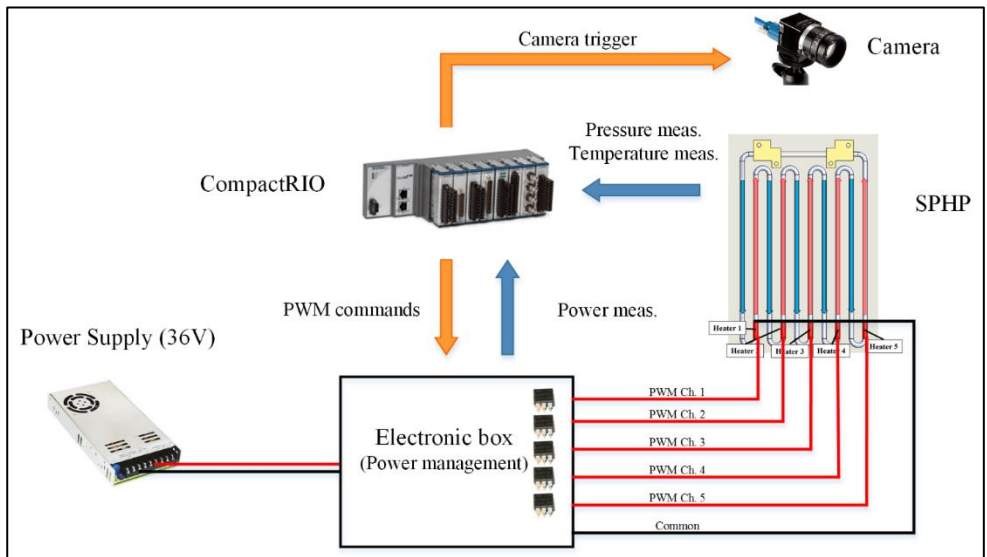 Camera trigger
Camera
Pressure meas.
Temperature meas.
CompactRIO
SPHP
PWM commands
Power meas.
Heater 1
Heater
Heater 3
Heater 4
Heater 5
Power Supply (36V)
PWM Ch. 1
PWM Ch. 2
Electronic box
(Power management)
PWM Ch. 3
PWM Ch. 4
PWM Ch. 5
Common